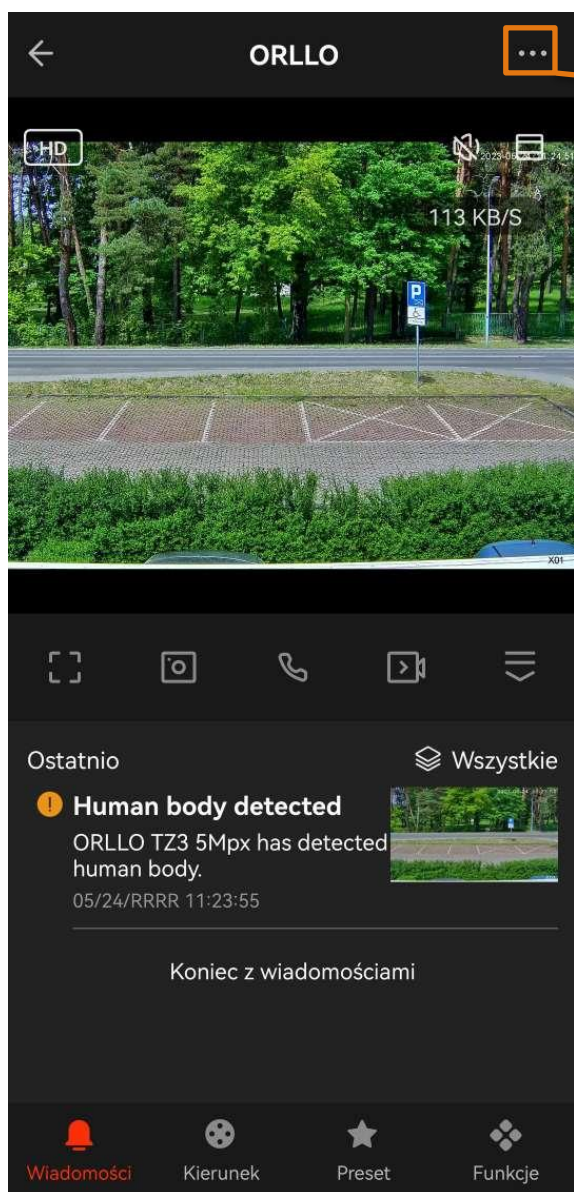 ORLLO
HD
113 KB/S
P
X01
Ostatnio
Wszystkie
Human body detected
ORLLO TZ3 5Mpx has detected
human body.
05/24/RRRR 11:23:55
Koniec z wiadomościami
Wiadomości
Kierunek
Preset
Funkcje